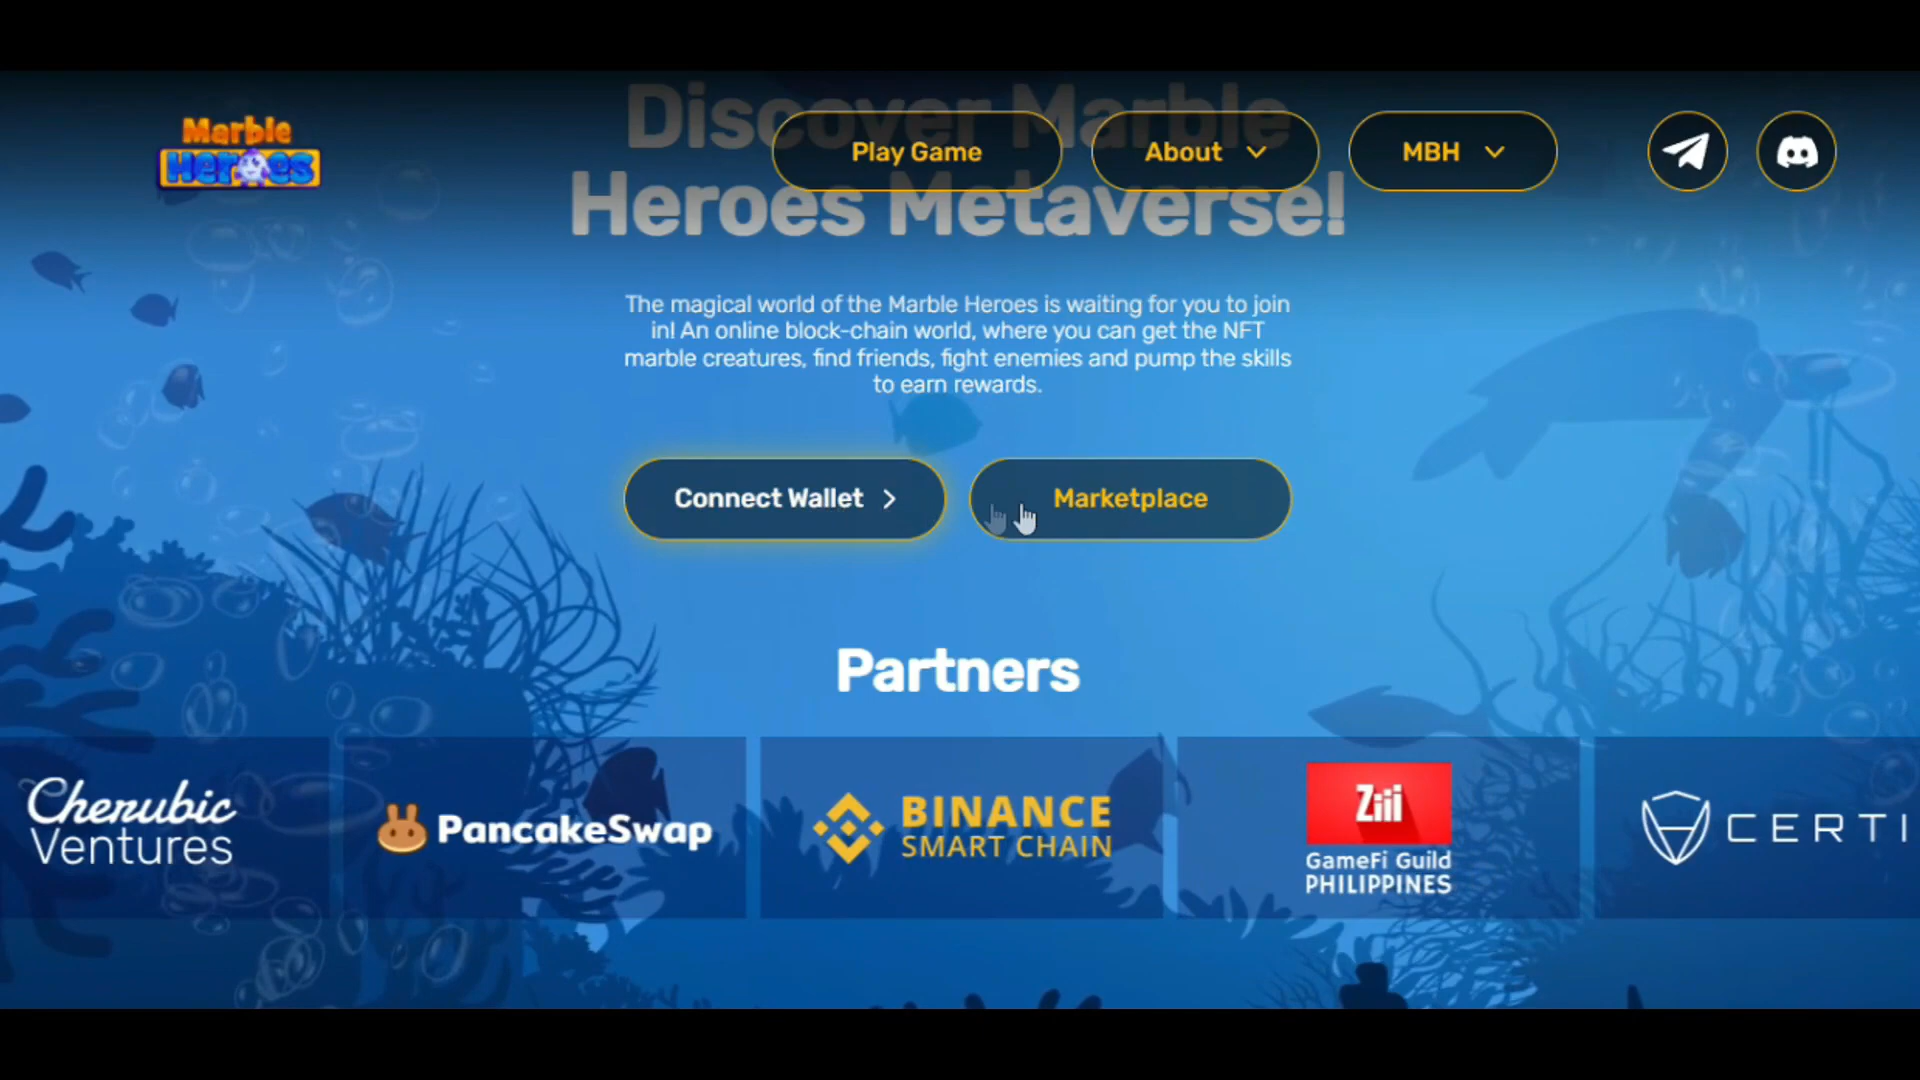 Marble
Heroes
Play Game
About
MBH
Discover Marble
Heroes Metaverse!
The magical world of the Marble Heroes is waiting for you to join
in! An online block-chain world, where you can get the NFT
marble creatures, find friends, fight enemies and pump the skills
to earn rewards.
Connect Wallet
Marketplace
Partners
Cherubic
Ventures
PancakeSwap
BINANCE
SMART CHAIN
Ziii
GameFi Guild
PHILIPPINES
CERTI